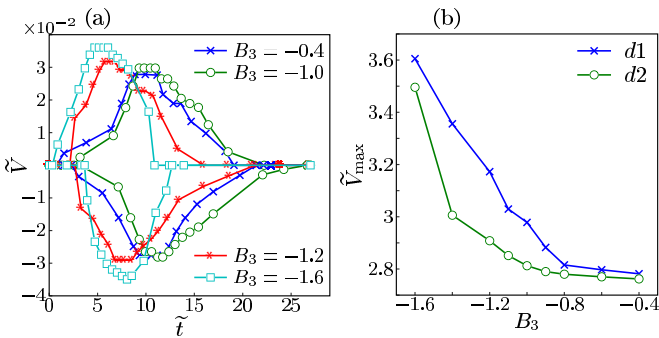 ×10⁻² (a)
B₃ = −0.4
B₃ = −1.0
B₃ = −1.2
B₃ = −1.6
4
3
2
1
0
−1
−2
−3
−4
Ṽ
0 5 10 15 20 25
t̃
(b)
d1
d2
3.6
3.4
3.2
3.0
2.8
Ṽmax
−1.6 −1.2 −0.8 −0.4
B₃